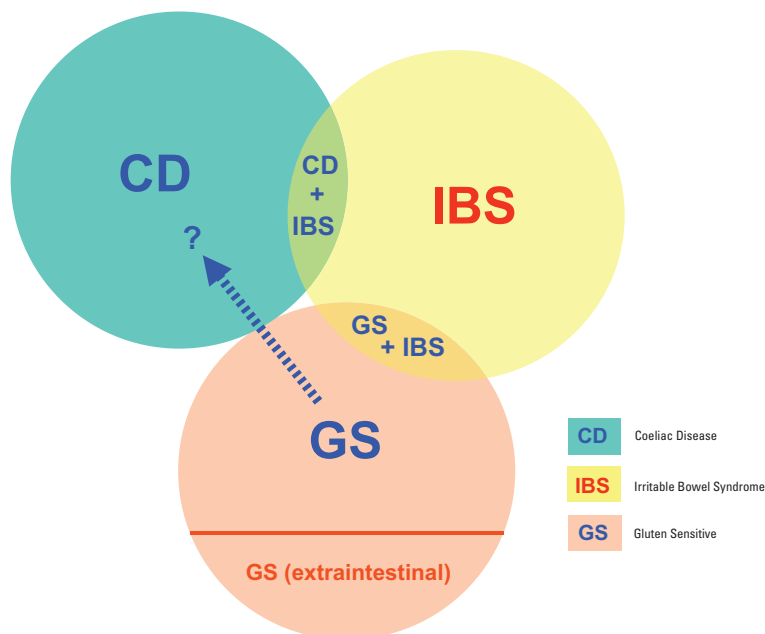 CD
?
CD
+
IBS
IBS
GS
+ IBS
GS
GS (extraintestinal)
CD Coeliac Disease
IBS Irritable Bowel Syndrome
GS Gluten Sensitive